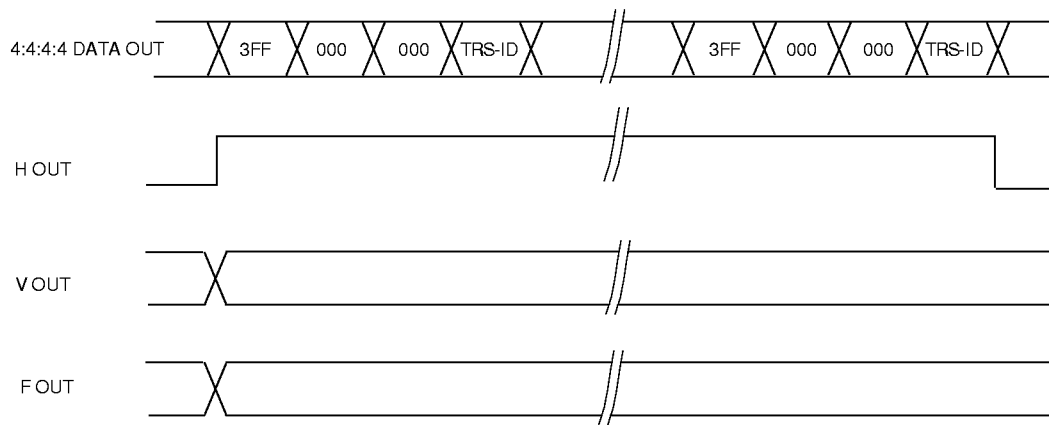 4:4:4:4 DATA OUT 3FF 000 000 TRS-ID 3FF 000 000 TRS-ID
H OUT
V OUT
F OUT